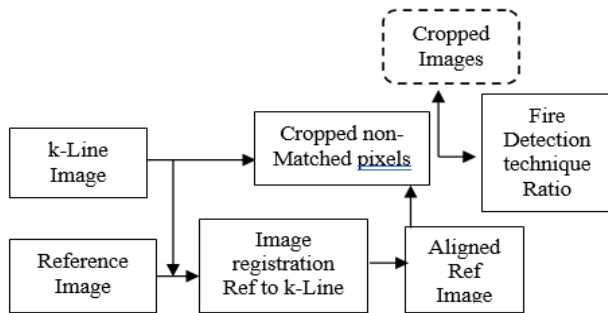 Cropped
Images
Cropped non-
Matched pixels
Fire
Detection
technique
Ratio
k-Line
Image
Reference
Image
Image
registration
Ref to k-Line
Aligned
Ref
Image